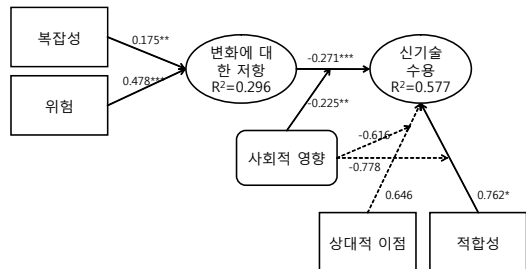 복잡성
0.175**
위험
0.478***
변화에 대
한 저항
R²=0.296
-0.271***
신기술
수용
R²=0.577
-0.225**
사회적 영향
-0.616
-0.778
0.646
0.762*
상대적 이점
적합성